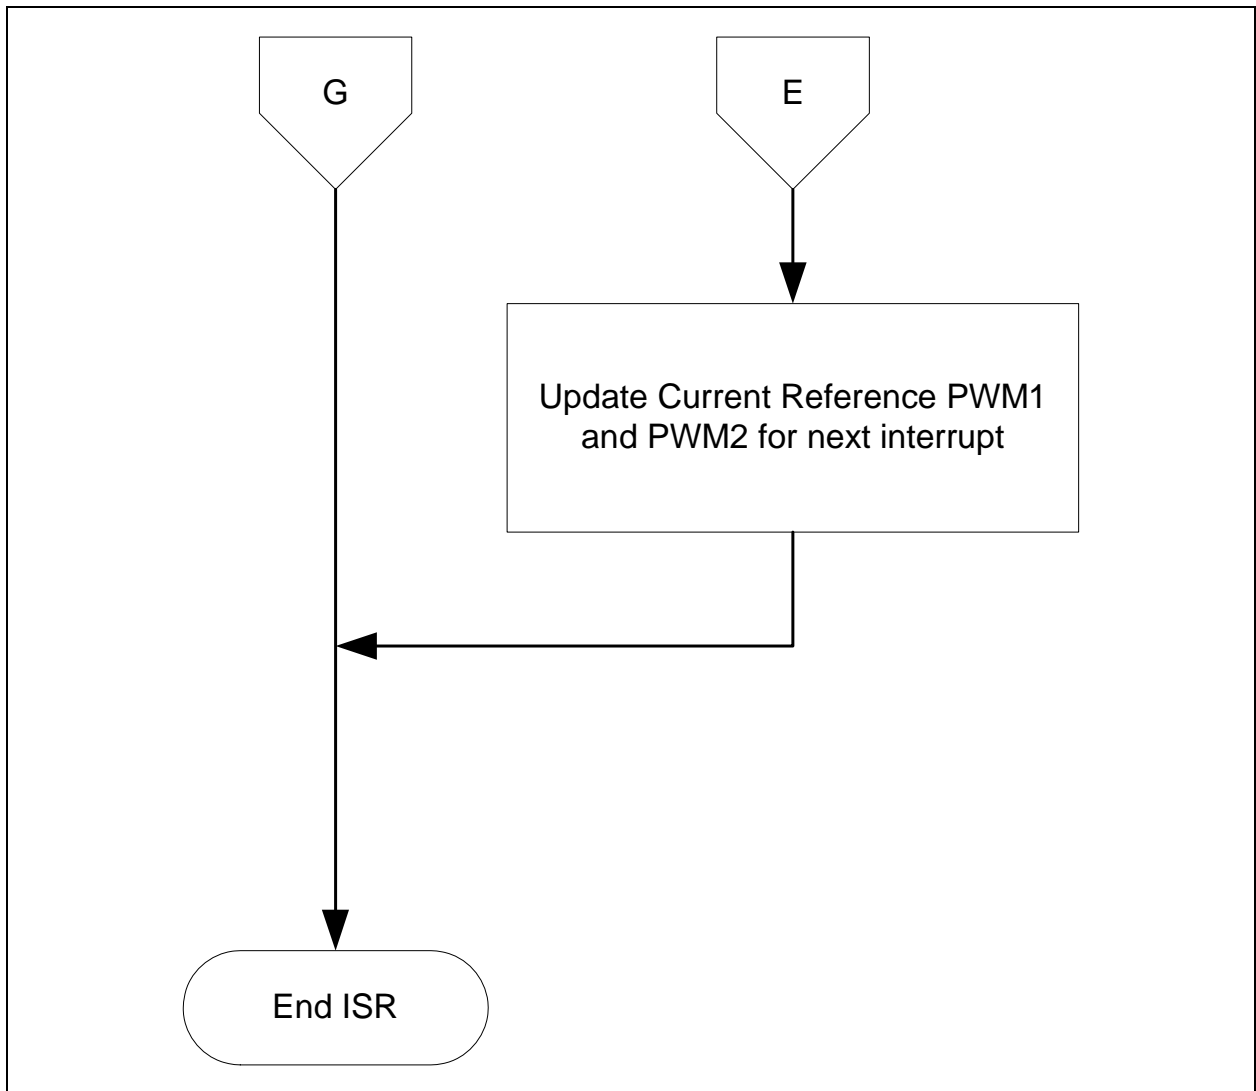 G
E
Update Current Reference PWM1
and PWM2 for next interrupt
End ISR